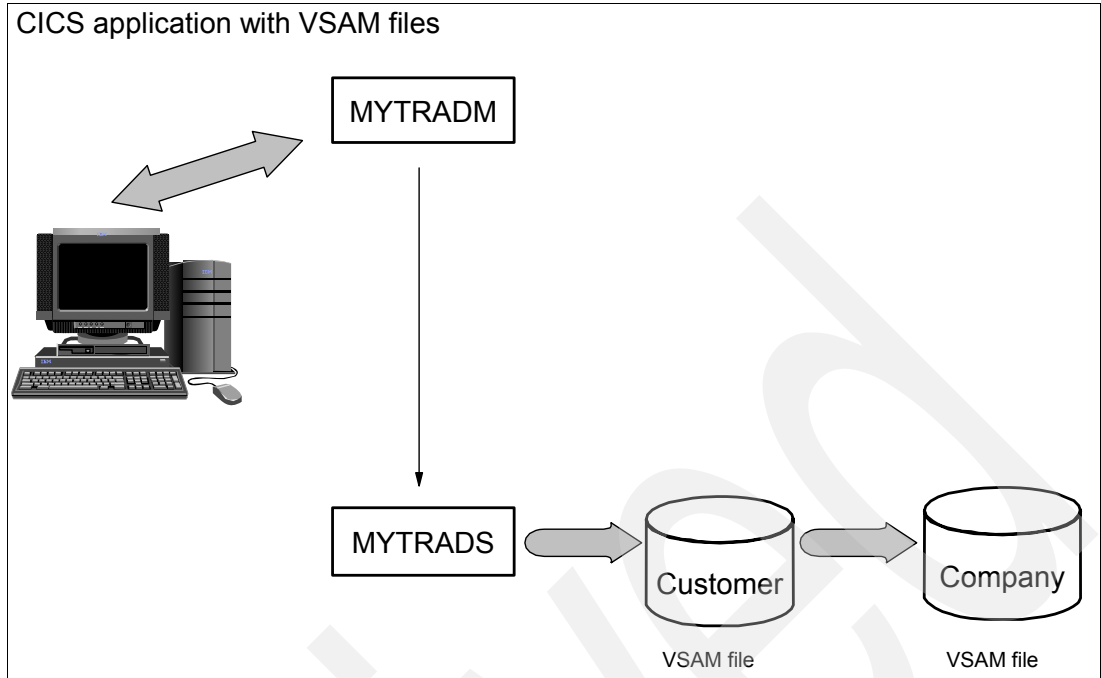 CICS application with VSAM files
MYTRADM
MYTRADS
Customer
Company
VSAM file
VSAM file